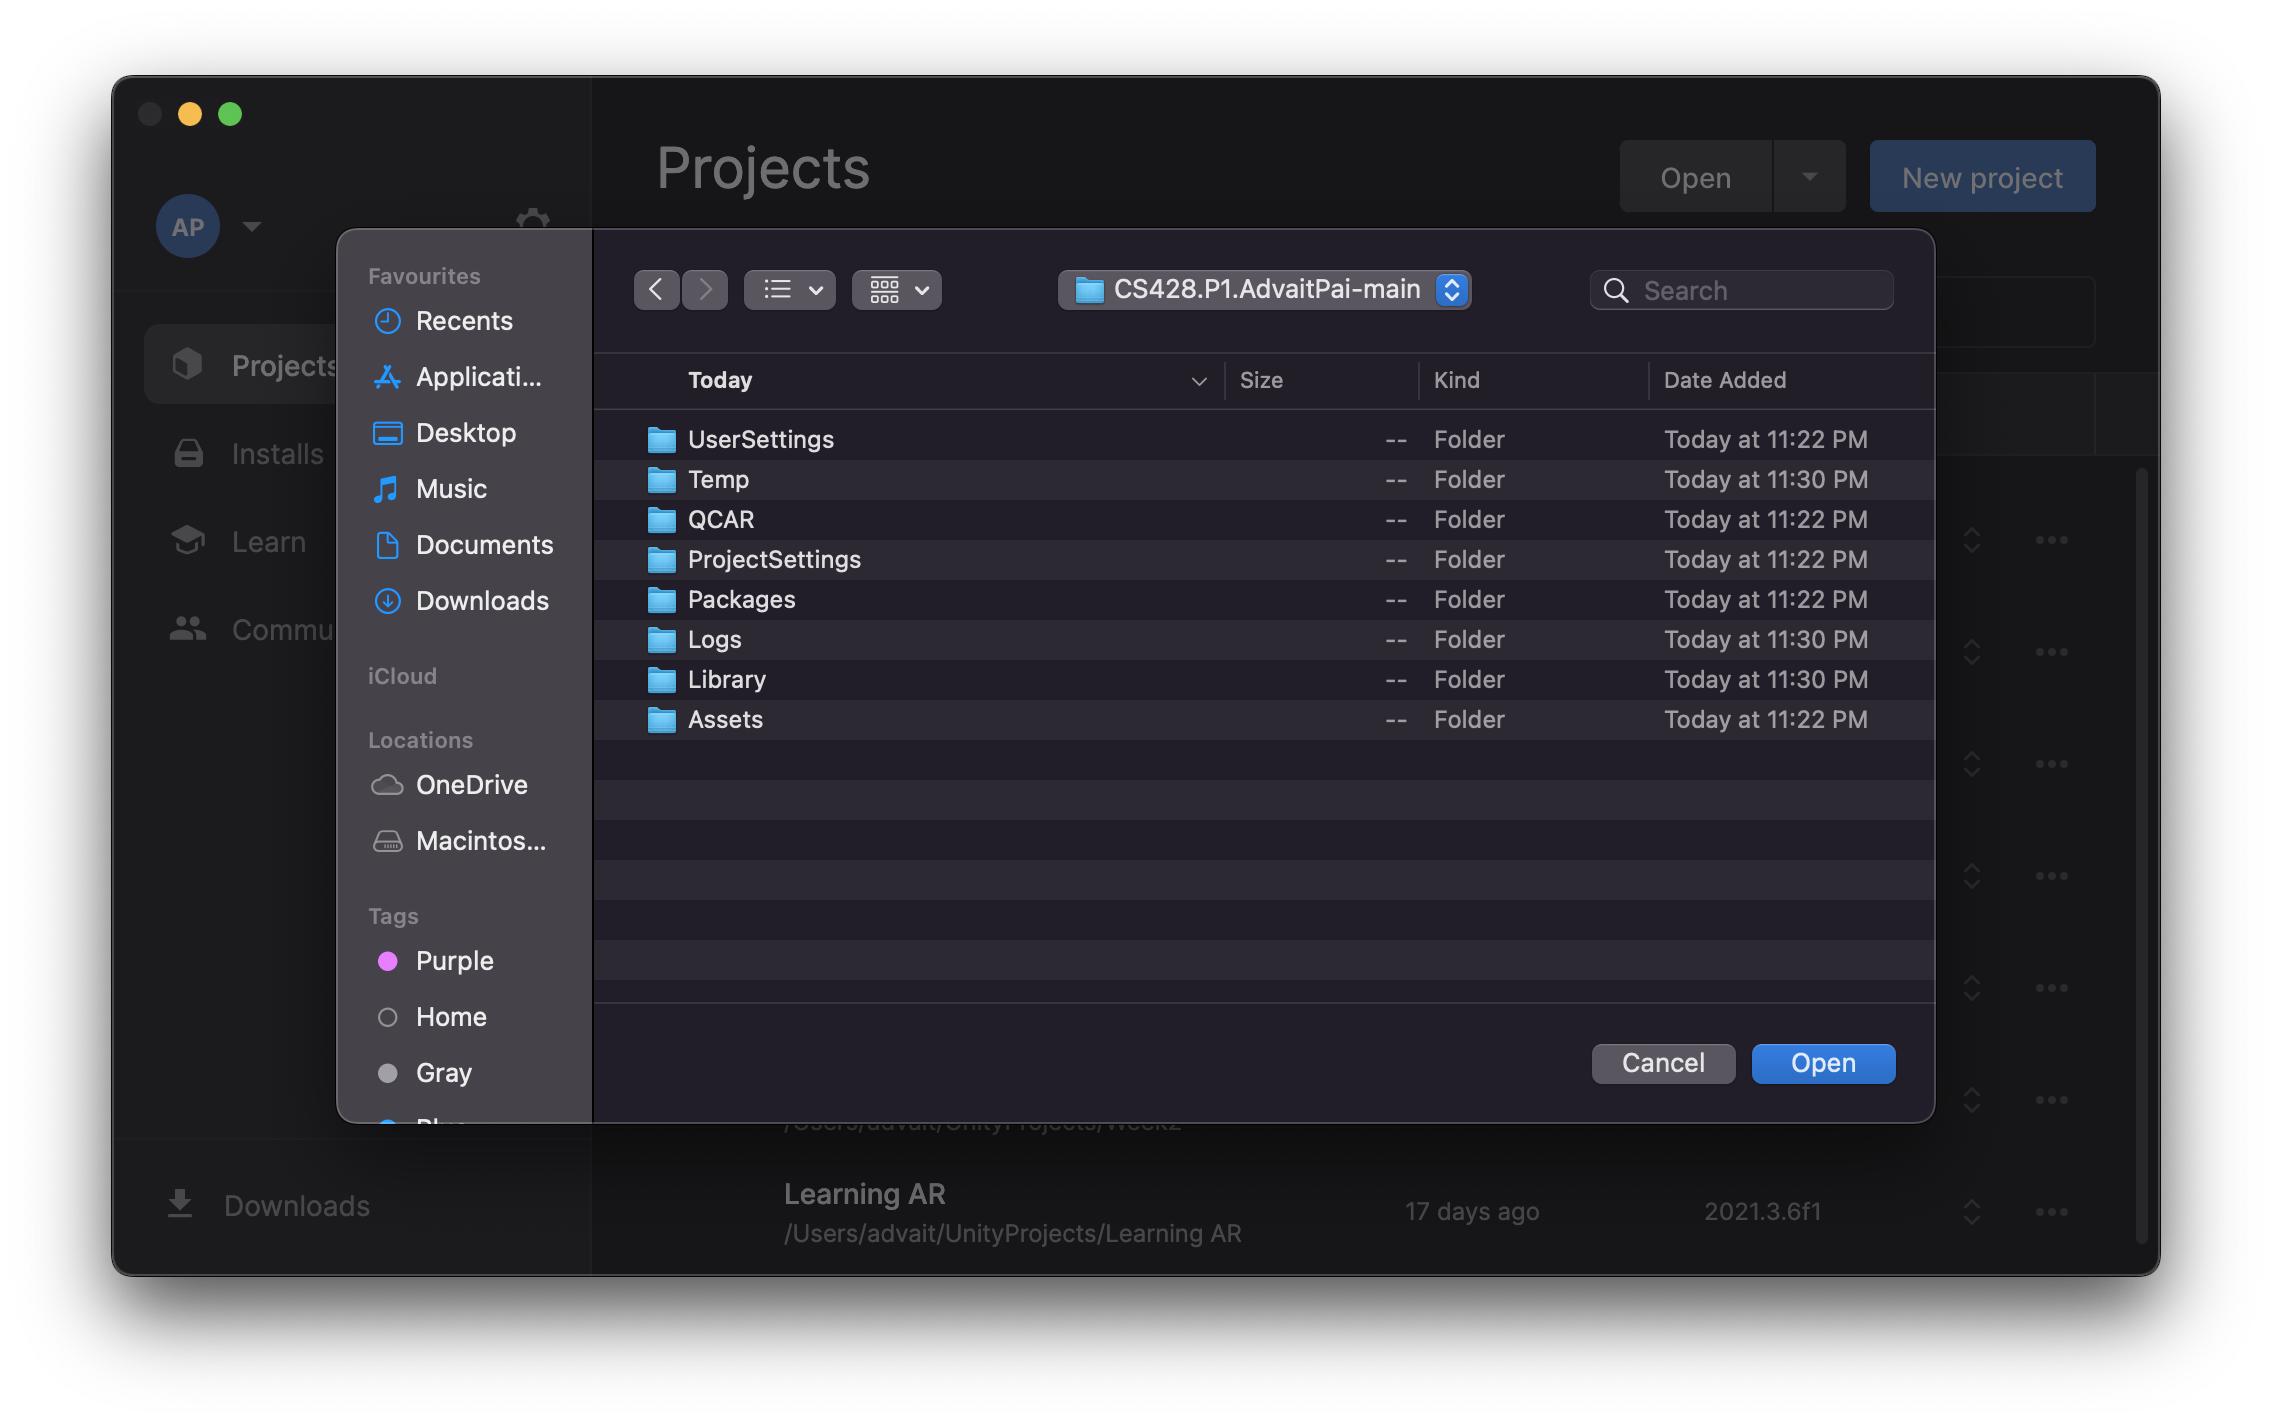 Projects
Open
New project
AP
Projects
Installs
Learn
Commu
Downloads
Favourites
Recents
Applicati...
Desktop
Music
Documents
Downloads
iCloud
Locations
OneDrive
Macintos...
Tags
Purple
Home
Gray
CS428.P1.AdvaitPai-main
Search
Today Size Kind Date Added
UserSettings -- Folder Today at 11:22 PM
Temp -- Folder Today at 11:30 PM
QCAR -- Folder Today at 11:22 PM
ProjectSettings -- Folder Today at 11:22 PM
Packages -- Folder Today at 11:22 PM
Logs -- Folder Today at 11:30 PM
Library -- Folder Today at 11:30 PM
Assets -- Folder Today at 11:22 PM
Cancel Open
/Users/advait/UnityProjects/Week2
Learning AR 17 days ago 2021.3.6f1
/Users/advait/UnityProjects/Learning AR